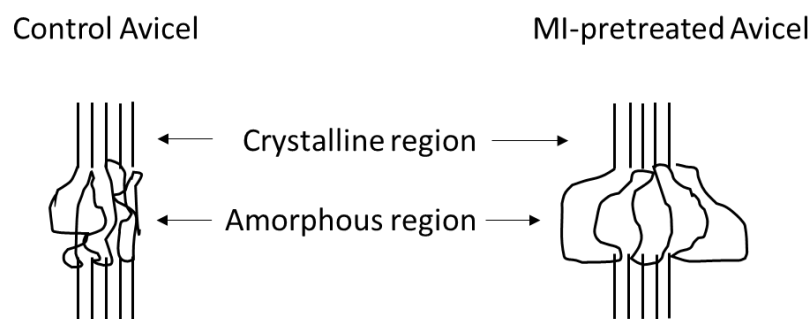 Control Avicel
MI-pretreated Avicel
Crystalline region
Amorphous region